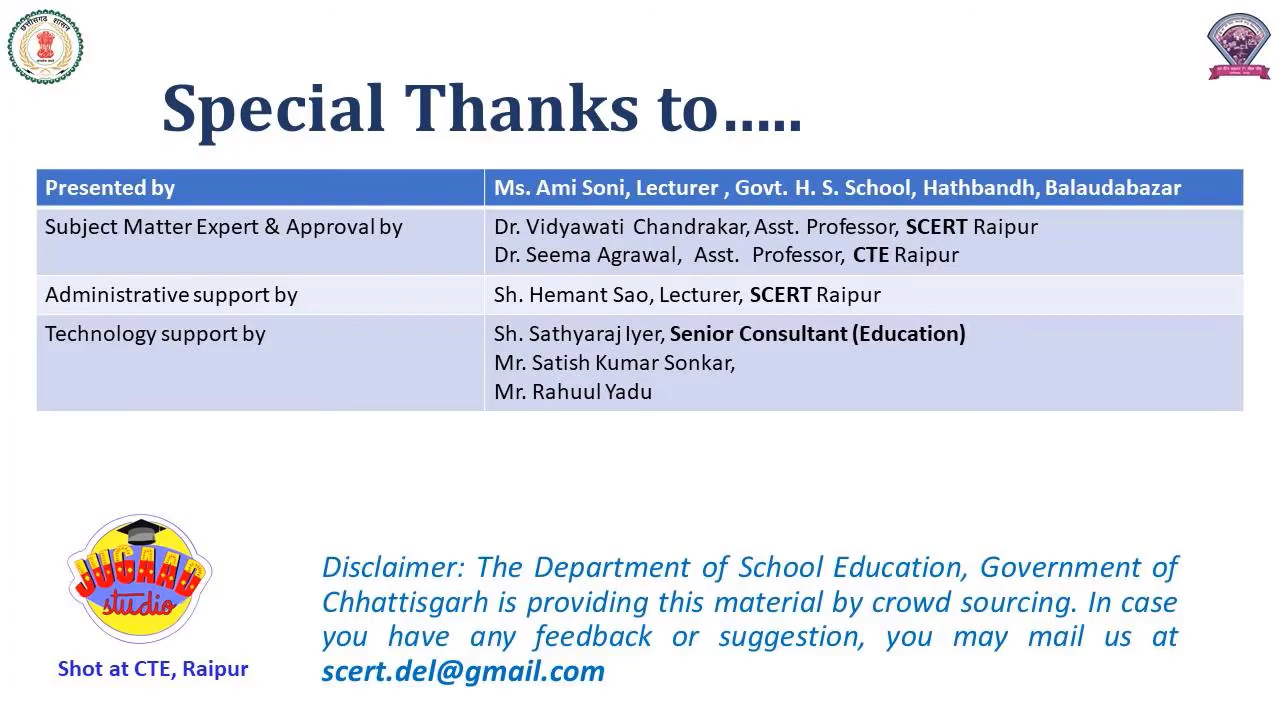 छत्तीसगढ़ शासन
Special Thanks to.....
Presented by
Ms. Ami Soni, Lecturer , Govt. H. S. School, Hathbandh, Balaudabazar
Subject Matter Expert & Approval by
Dr. Vidyawati Chandrakar, Asst. Professor, SCERT Raipur
Dr. Seema Agrawal, Asst. Professor, CTE Raipur
Administrative support by
Sh. Hemant Sao, Lecturer, SCERT Raipur
Technology support by
Sh. Sathyaraj Iyer, Senior Consultant (Education)
Mr. Satish Kumar Sonkar,
Mr. Rahuul Yadu
JUGAAD
studio
Shot at CTE, Raipur
Disclaimer: The Department of School Education, Government of
Chhattisgarh is providing this material by crowd sourcing. In case
you have any feedback or suggestion, you may mail us at
scert.del@gmail.com